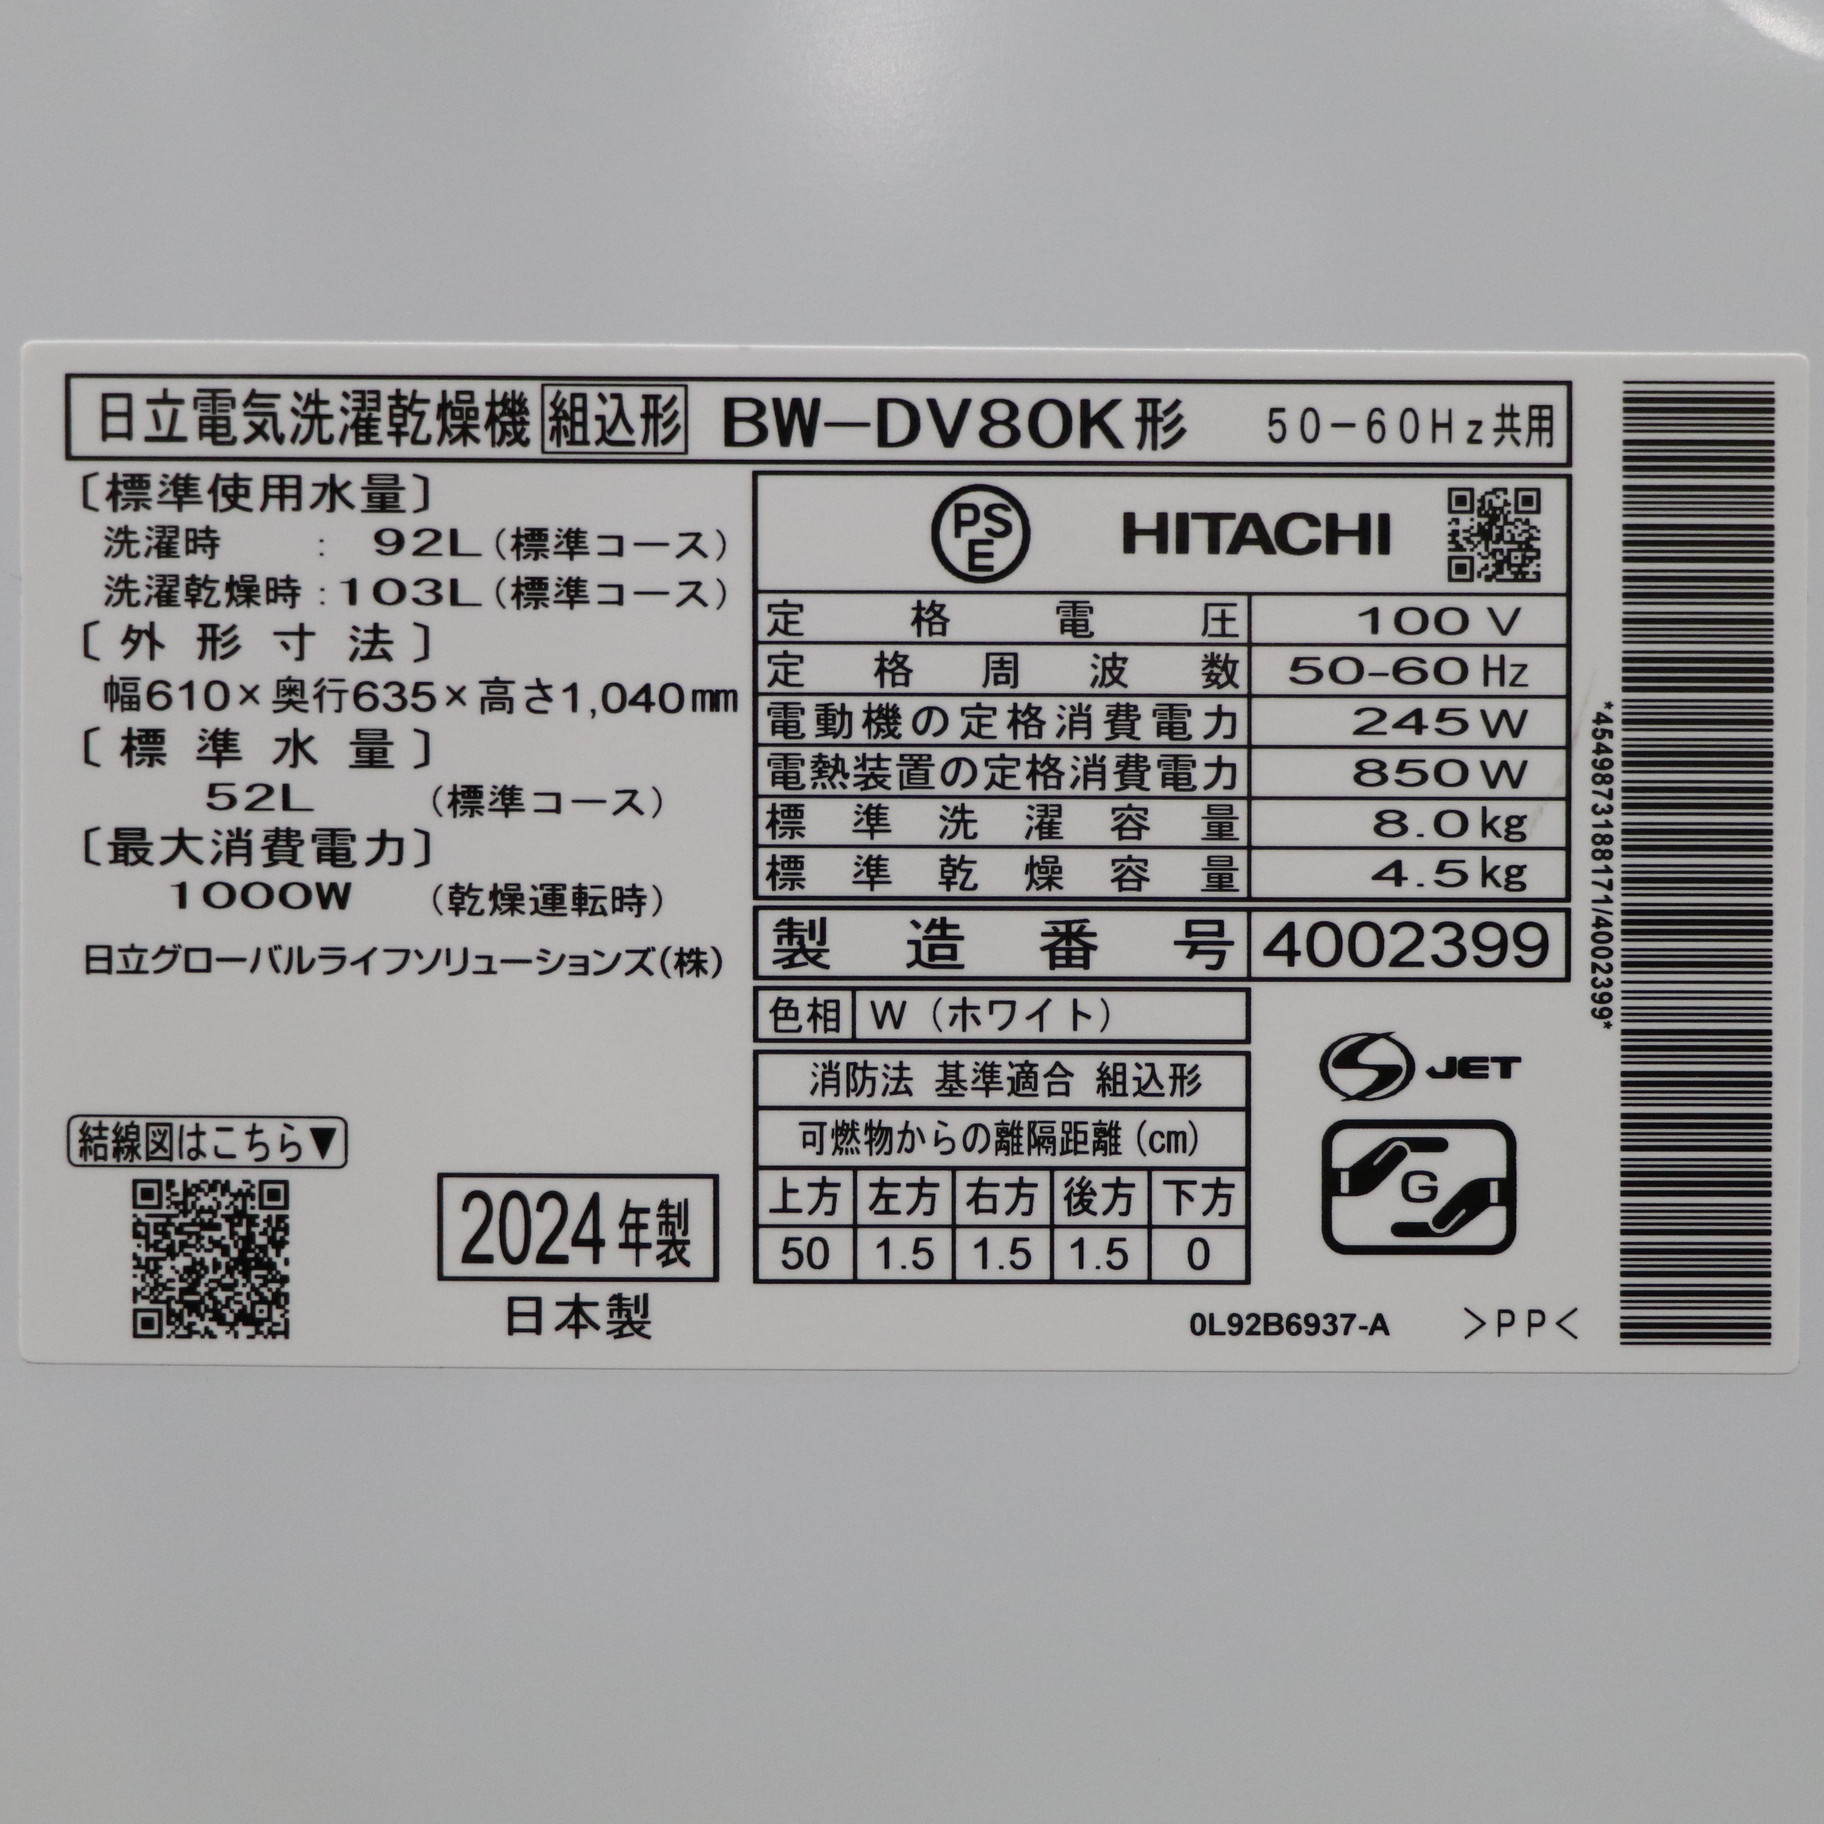 日立電気洗濯乾燥機 組込形 BW-DV80K形 50-60Hz共用
〔標準使用水量〕
洗濯時 : 92L(標準コース)
洗濯乾燥時:103L(標準コース)
〔外形寸法〕
幅610×奥行635×高さ1,040mm
〔標準水量〕
52L (標準コース)
〔最大消費電力〕
1000W (乾燥運転時)
日立グローバルライフソリューションズ(株)
結線図はこちら▼
2024年製
日本製
PSE HITACHI
定格電圧 100V
定格周波数 50-60Hz
電動機の定格消費電力 245W
電熱装置の定格消費電力 850W
標準洗濯容量 8.0kg
標準乾燥容量 4.5kg
製造番号 4002399
色相 W(ホワイト)
消防法 基準適合 組込形
可燃物からの離隔距離(cm)
上方 左方 右方 後方 下方
50 1.5 1.5 1.5 0
JET
G
0L92B6937-A >PP<
*4549873188171/4002399*